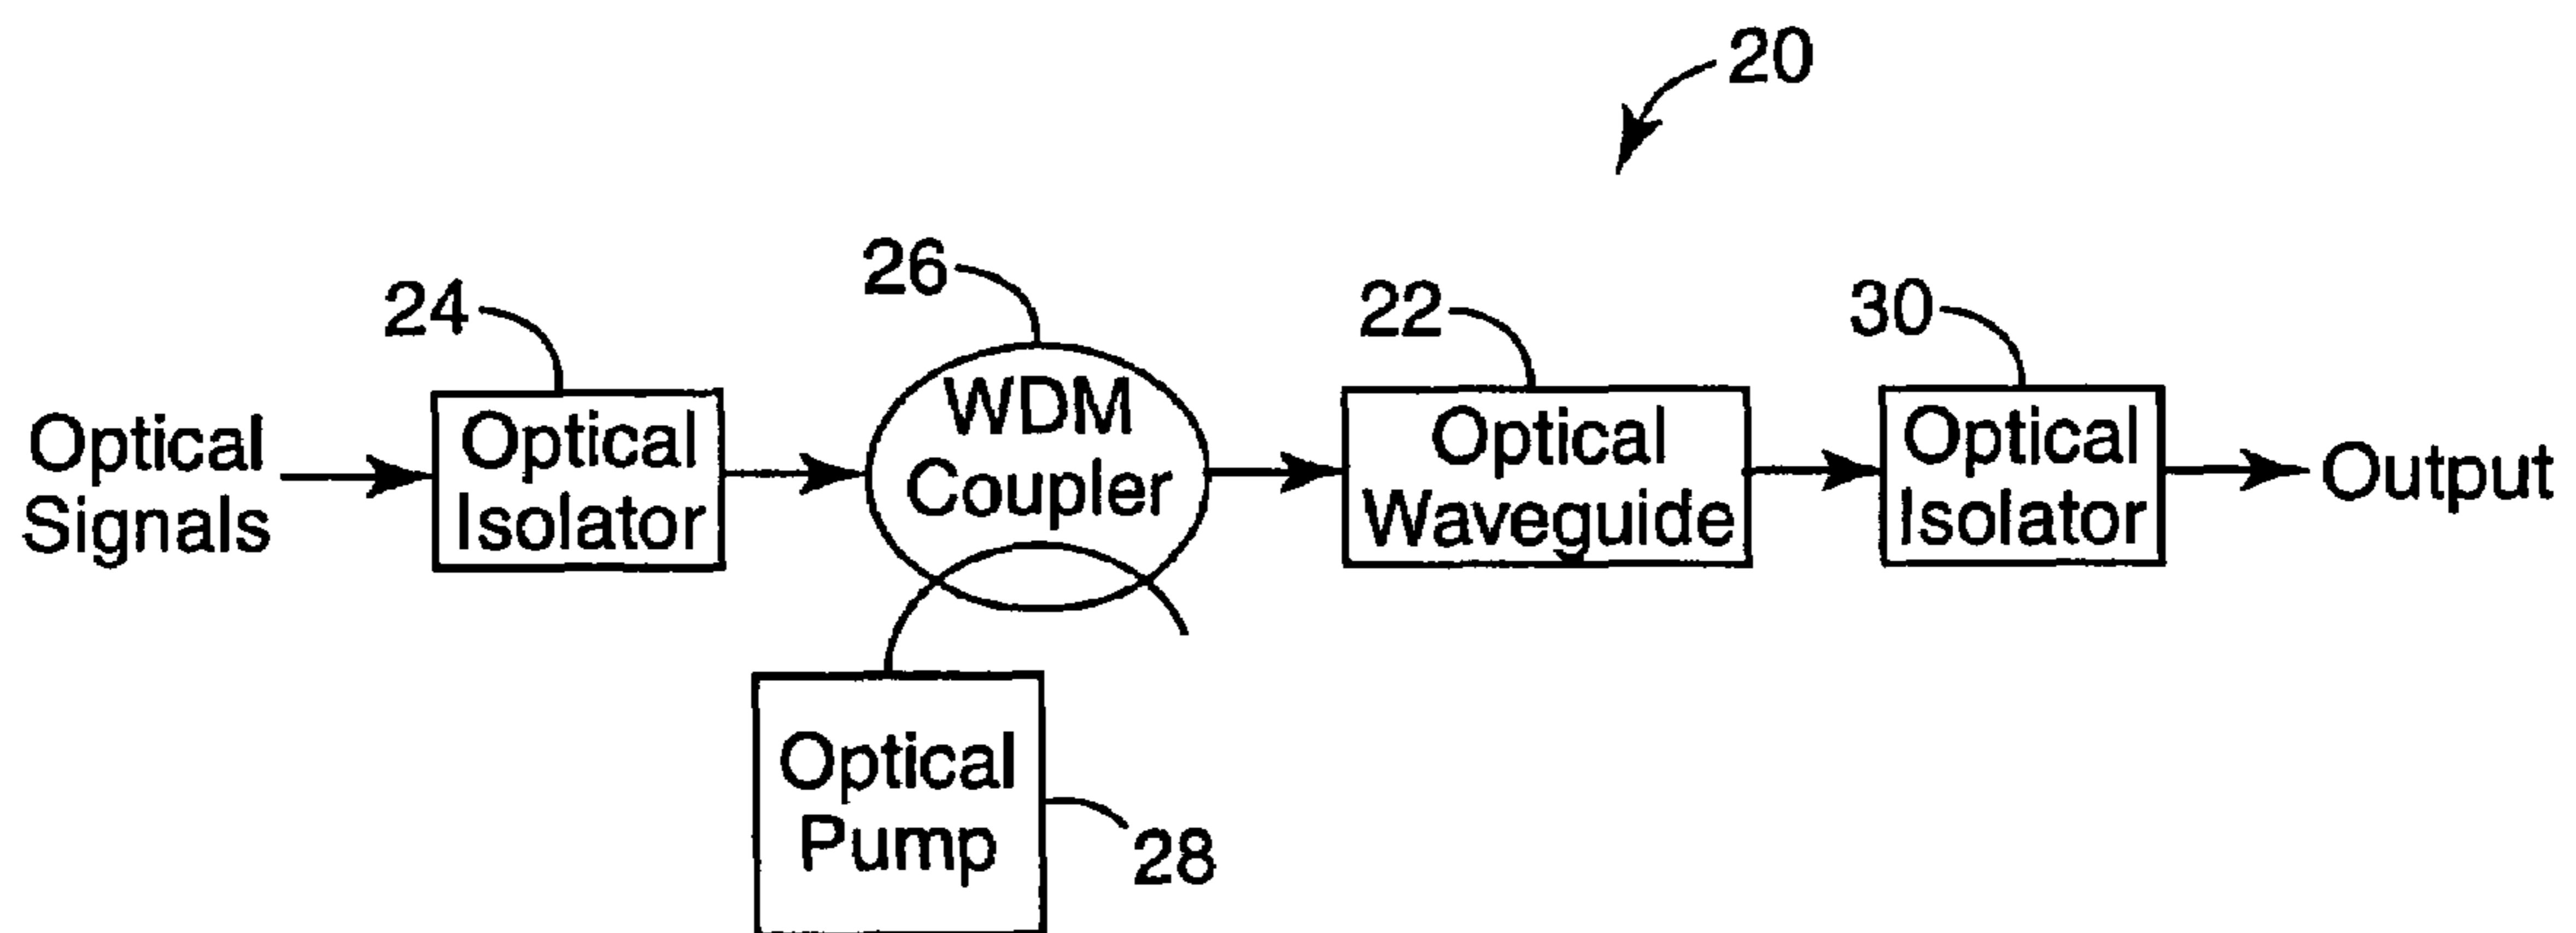 20
26
24
22
30
Optical
Signals
Optical
Isolator
WDM
Coupler
Optical
Waveguide
Optical
Isolator
Output
Optical
Pump
28